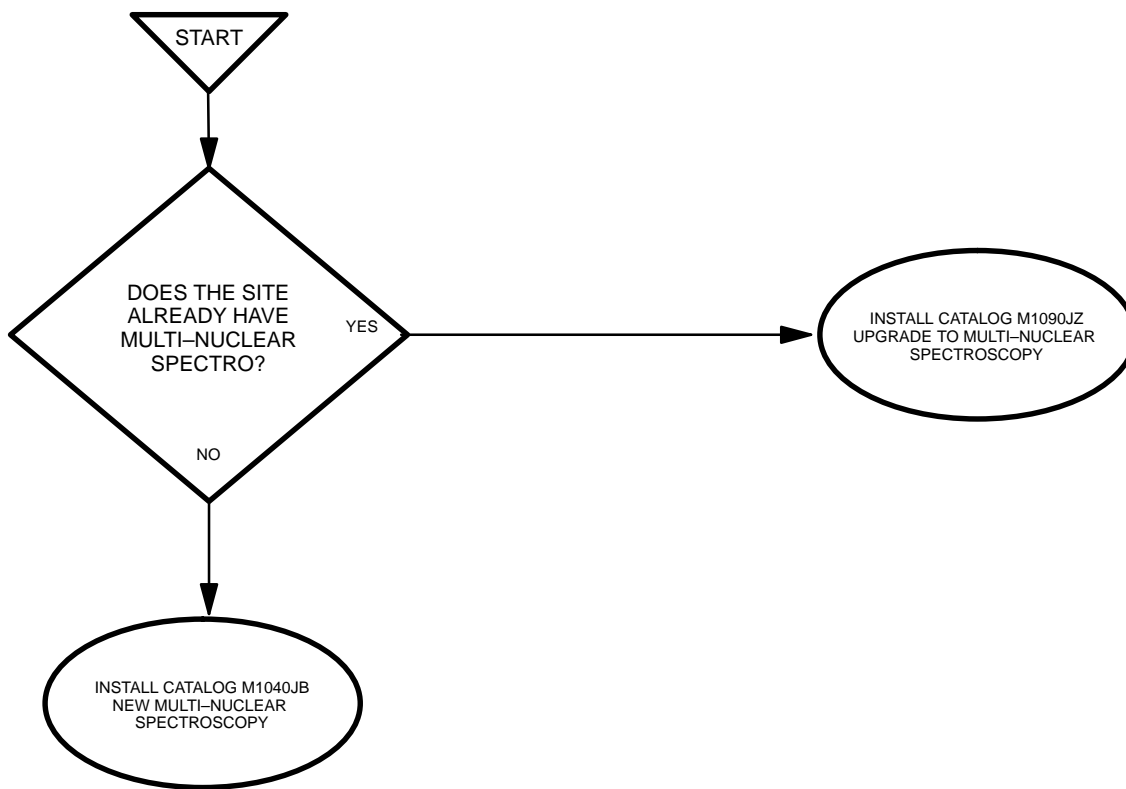 START
DOES THE SITE
ALREADY HAVE
MULTI–NUCLEAR
SPECTRO?
YES
NO
INSTALL CATALOG M1090JZ
UPGRADE TO MULTI–NUCLEAR
SPECTROSCOPY
INSTALL CATALOG M1040JB
NEW MULTI–NUCLEAR
SPECTROSCOPY